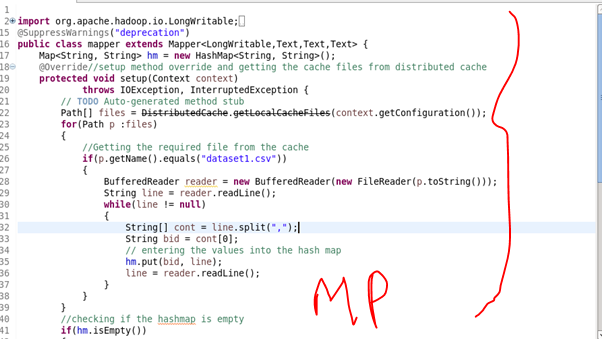 1
2 import org.apache.hadoop.io.LongWritable;
15 @SuppressWarnings("deprecation")
16 public class mapper extends Mapper<LongWritable,Text,Text,Text> {
17 Map<String, String> hm = new HashMap<String, String>();
18 @Override//setup method override and getting the cache files from distributed cache
19 protected void setup(Context context)
20 throws IOException, InterruptedException {
21 // TODO Auto-generated method stub
22 Path[] files = DistributedCache.getLocalCacheFiles(context.getConfiguration());
23 for(Path p :files)
24 {
25 //Getting the required file from the cache
26 if(p.getName().equals("dataset1.csv"))
27 {
28 BufferedReader reader = new BufferedReader(new FileReader(p.toString()));
29 String line = reader.readLine();
30 while(line != null)
31 {
32 String[] cont = line.split(",");
33 String bid = cont[0];
34 // entering the values into the hash map
35 hm.put(bid, line);
36 line = reader.readLine();
37 }
38 }
39 }
40 //checking if the hashmap is empty
41 if(hm.isEmpty())
MP